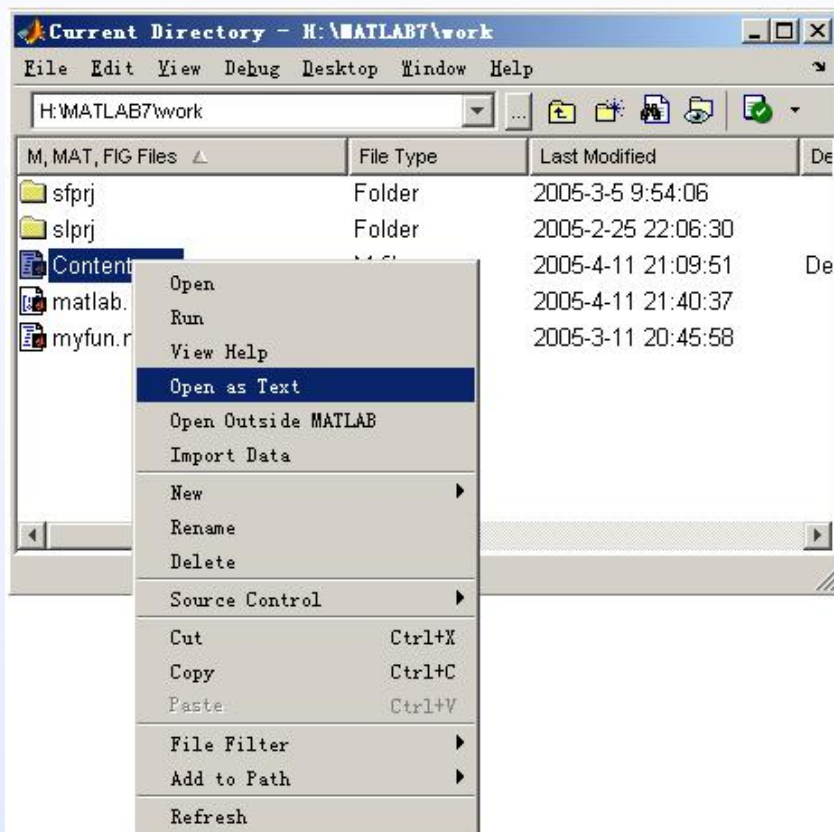 Current Directory - H:\MATLAB7\work
File Edit View Debug Desktop Window Help
H:\MATLAB7\work ...
M, MAT, FIG Files File Type Last Modified De
sfprj Folder 2005-3-5 9:54:06
slprj Folder 2005-2-25 22:06:30
Content 2005-4-11 21:09:51 De
matlab. 2005-4-11 21:40:37
myfun. 2005-3-11 20:45:58
Open
Run
View Help
Open as Text
Open Outside MATLAB
Import Data
New
Rename
Delete
Source Control
Cut Ctrl+X
Copy Ctrl+C
Paste Ctrl+V
File Filter
Add to Path
Refresh